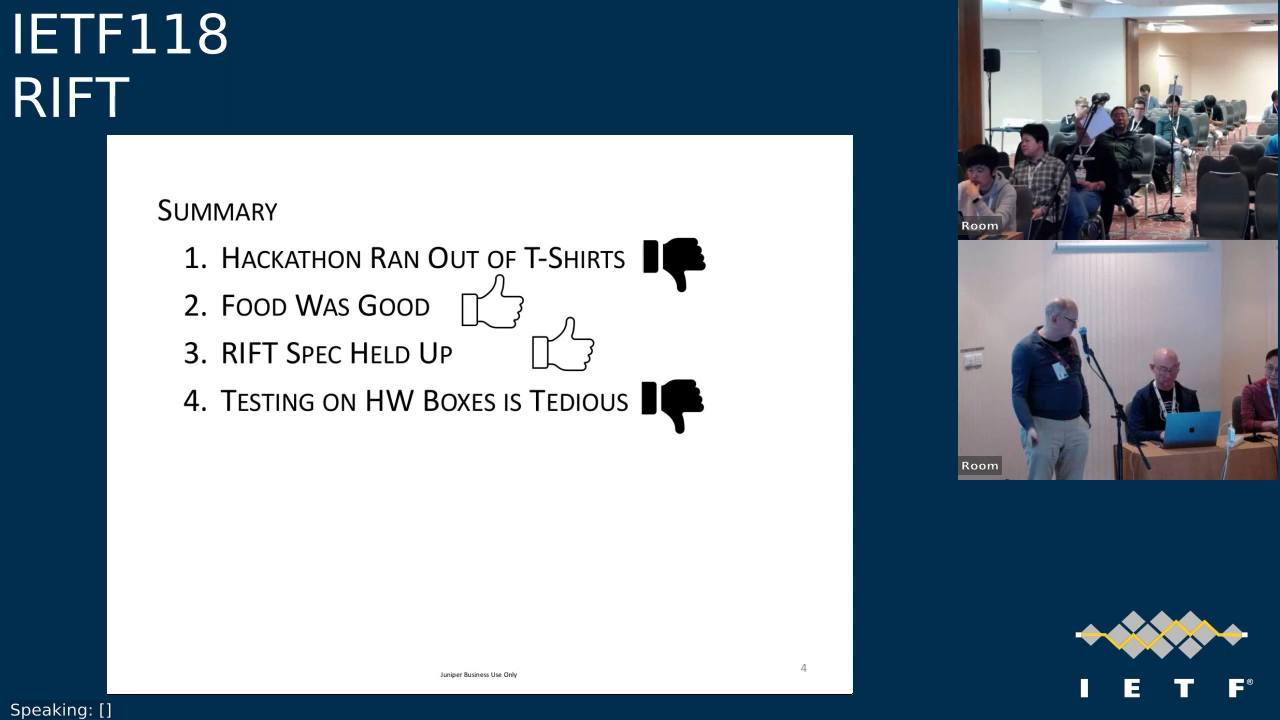 IETF118
RIFT
SUMMARY
1. HACKATHON RAN OUT OF T-SHIRTS
2. FOOD WAS GOOD
3. RIFT SPEC HELD UP
4. TESTING ON HW BOXES IS TEDIOUS
4
Juniper Business Use Only
Room
Room
I E T F®
Speaking: []